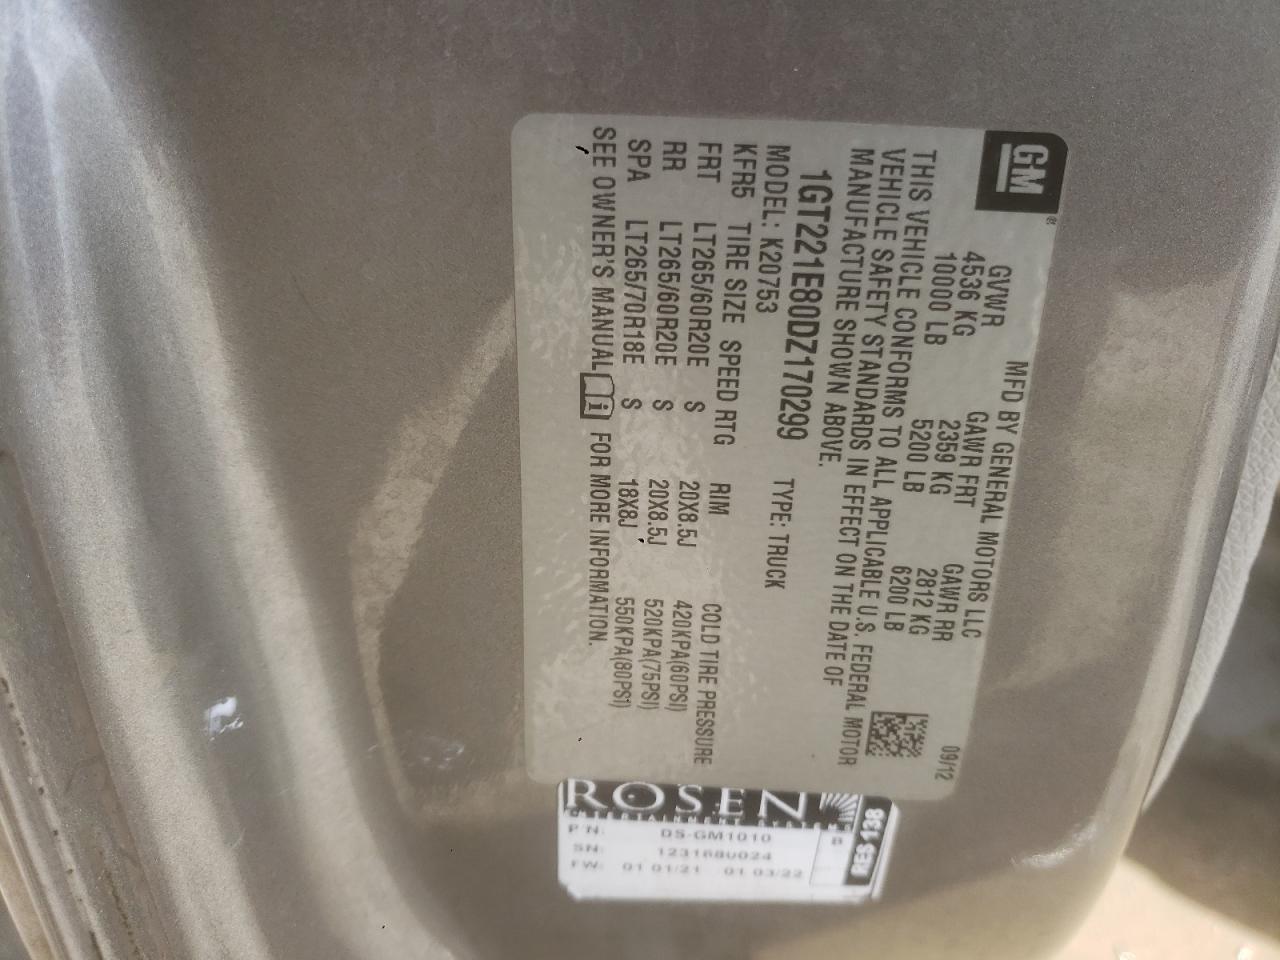 GM
MFD BY GENERAL MOTORS LLC 09/12
GVWR GAWR FRT GAWR RR
4536 KG 2359 KG 2812 KG
10000 LB 5200 LB 6200 LB
THIS VEHICLE CONFORMS TO ALL APPLICABLE U.S. FEDERAL MOTOR
VEHICLE SAFETY STANDARDS IN EFFECT ON THE DATE OF
MANUFACTURE SHOWN ABOVE.
1GT221E80DZ170299 TYPE: TRUCK
MODEL: K20753
KFR5 TIRE SIZE SPEED RTG RIM COLD TIRE PRESSURE
FRT LT265/60R20E S 20X8.5J 420KPA(60PSI)
RR LT265/60R20E S 20X8.5J 520KPA(75PSI)
SPA LT265/70R18E S 18X8J 550KPA(80PSI)
SEE OWNER'S MANUAL FOR MORE INFORMATION.
ROSEN
ENTERTAINMENT SYSTEMS
P/N: DS-GM1010 B
SN: 1231680024
FW: 01 01/21 01 03/22